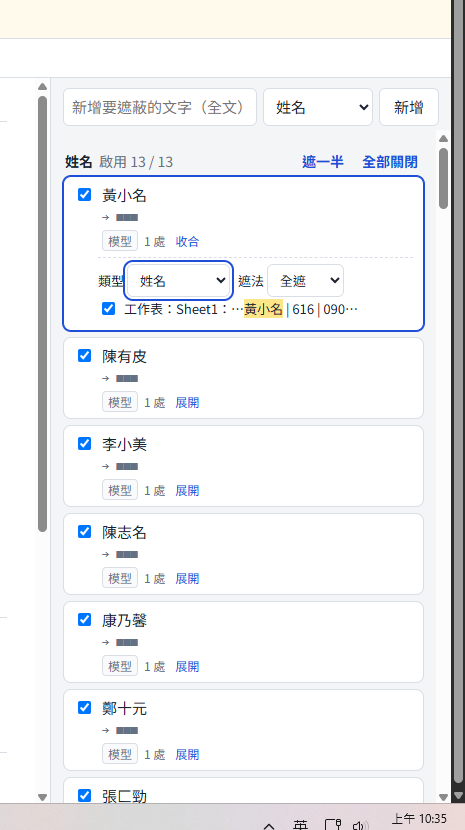 新增要遮蔽的文字（全文） 姓名 新增
姓名 啟用 13 / 13 遮一半 全部關閉
黃小名
→ ■■■
模型 1 處 收合
類型 姓名 遮法 全遮
工作表：Sheet1：⋯黃小名 | 616 | 090⋯
陳有皮
→ ■■■
模型 1 處 展開
李小美
→ ■■■
模型 1 處 展開
陳志名
→ ■■■
模型 1 處 展開
康乃馨
→ ■■■
模型 1 處 展開
鄭十元
→ ■■■
模型 1 處 展開
張匚勁
英 上午 10:35